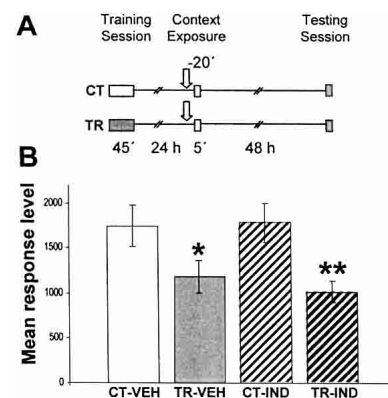 A
Training Context Testing
Session Exposure Session
-20´
CT
TR
45´ 24 h 5´ 48 h
B
Mean response level
2000
1500
1000
500
0
* **
CT-VEH TR-VEH CT-IND TR-IND